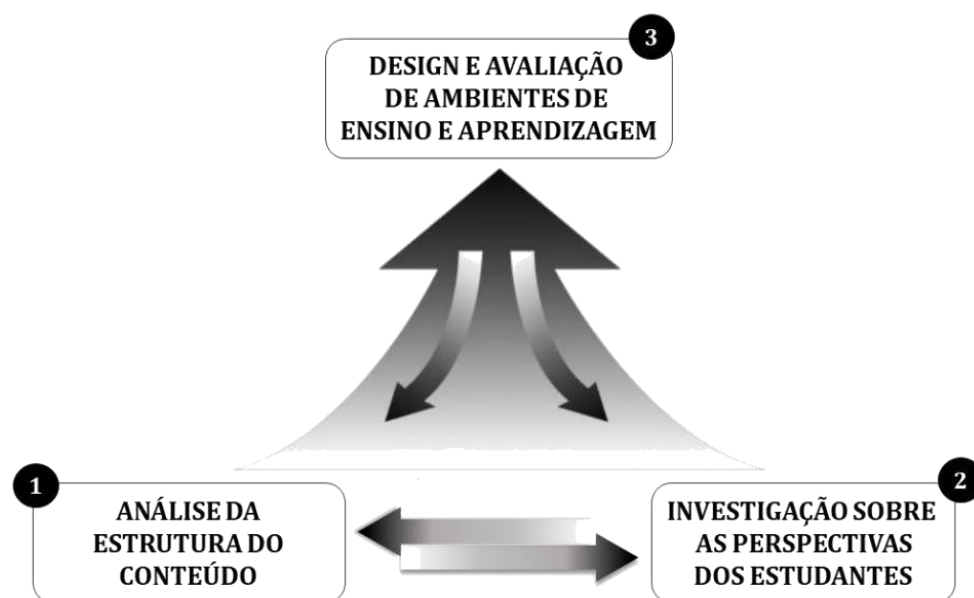 3
DESIGN E AVALIAÇÃO
DE AMBIENTES DE
ENSINO E APRENDIZAGEM
1
ANÁLISE DA
ESTRUTURA DO
CONTEÚDO
2
INVESTIGAÇÃO SOBRE
AS PERSPECTIVAS
DOS ESTUDANTES